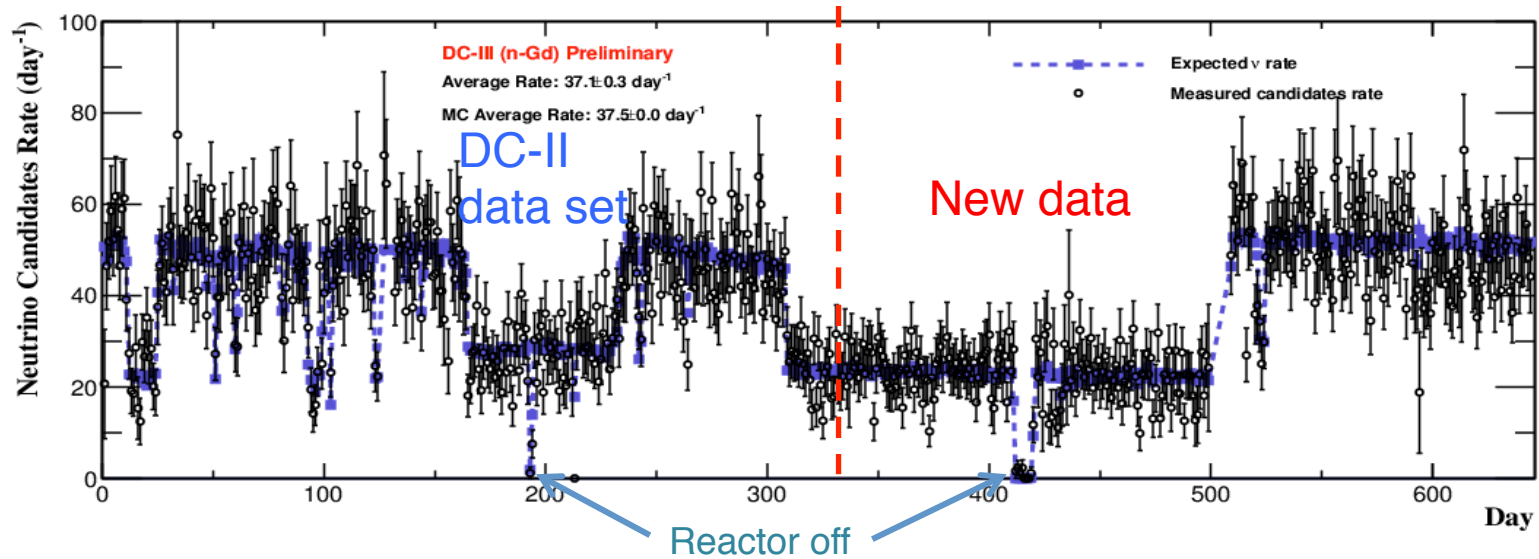 Neutrino Candidates Rate (day⁻¹)
100
80
60
40
20
0
DC-III (n-Gd) Preliminary
Average Rate: 37.1±0.3 day⁻¹
MC Average Rate: 37.5±0.0 day⁻¹
DC-II
data set
New data
Expected ν rate
Measured candidates rate
0 100 200 300 400 500 600
Day
Reactor off